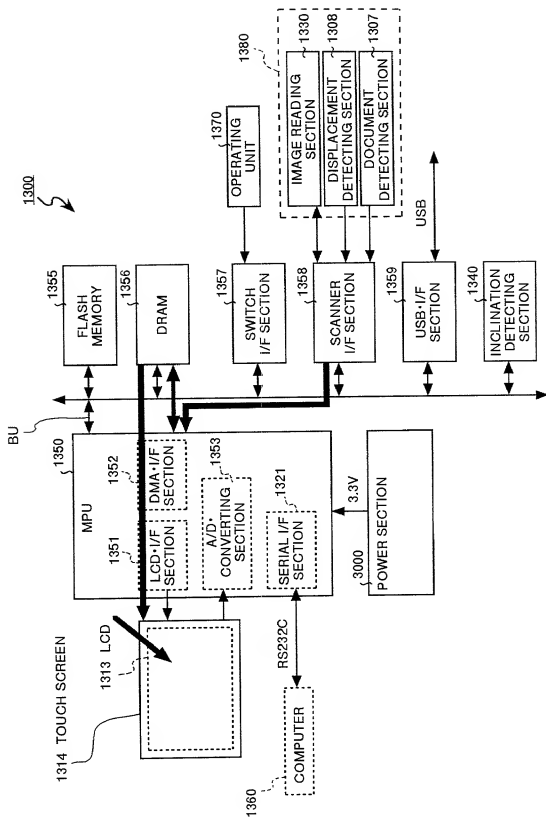 1300
1355
FLASH
MEMORY
1356
DRAM
1370
OPERATING
UNIT
1357
SWITCH
I/F SECTION
1380
1330
IMAGE READING
SECTION
1308
DISPLACEMENT
DETECTING SECTION
1307
DOCUMENT
DETECTING SECTION
1358
SCANNER
I/F SECTION
1359
USB·I/F
SECTION
USB
1340
INCLINATION
DETECTING
SECTION
BU
1350
MPU
1351
LCD·I/F
SECTION
1352
DMA·I/F
SECTION
1353
A/D·
CONVERTING
SECTION
1321
SERIAL I/F
SECTION
3.3V
3000
POWER SECTION
1314 TOUCH SCREEN
1313 LCD
RS232C
1360
COMPUTER